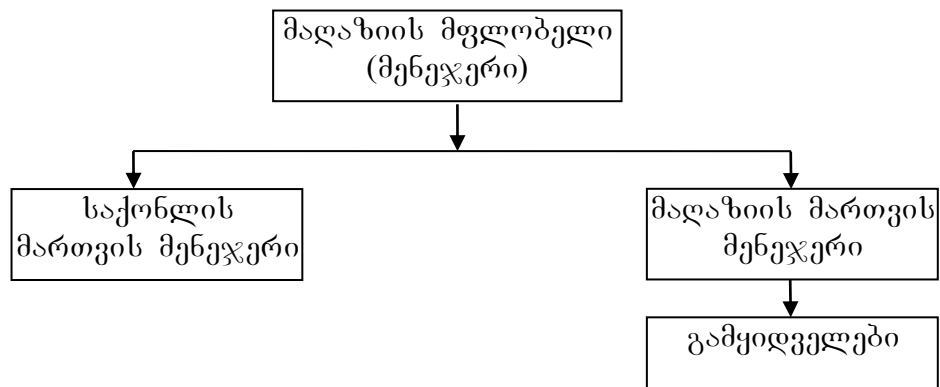 მაღაზიის მფლობელი
(მენეჯერი)
საქონლის
მართვის მენეჯერი
მაღაზიის მართვის
მენეჯერი
გამყიდველები